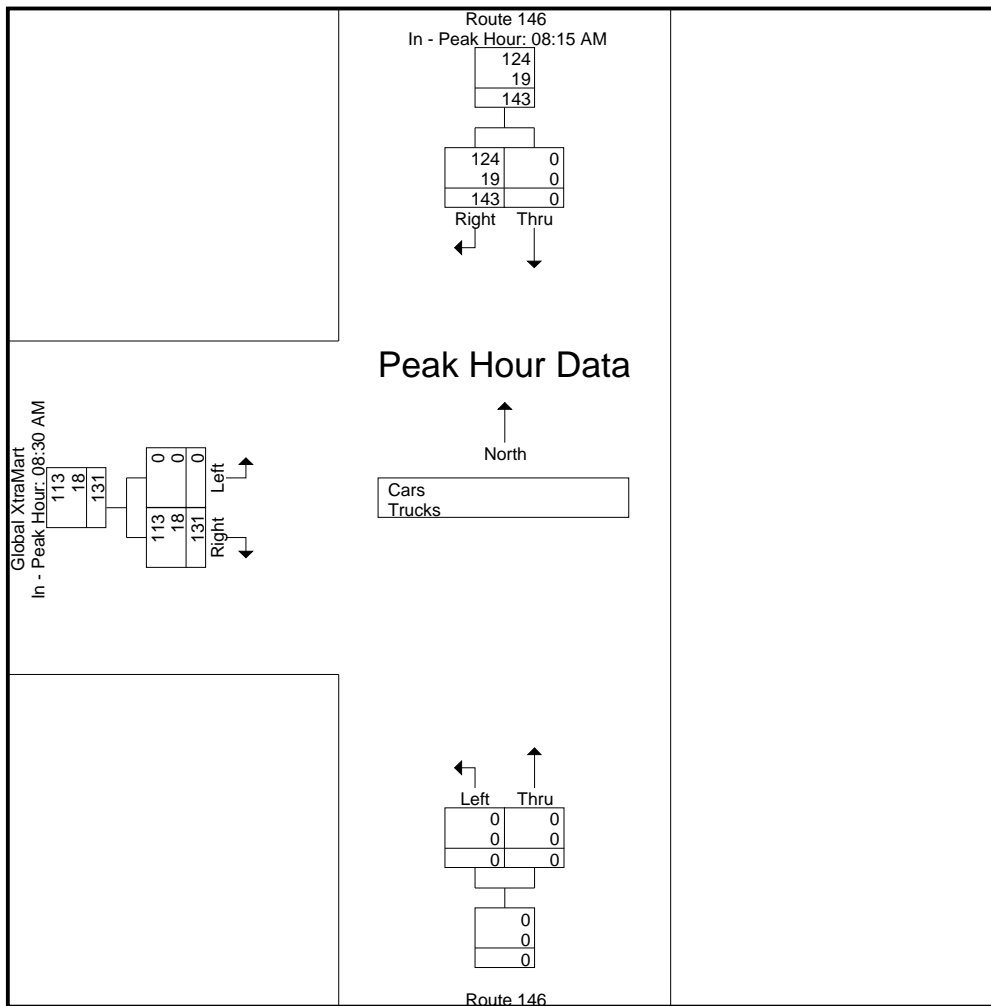 Route 146
In - Peak Hour: 08:15 AM
124
19
143
124 0
19 0
143 0
Right Thru
Peak Hour Data
North
Cars
Trucks
Global XtraMart
In - Peak Hour: 08:30 AM
113
18
131
113 0
18 0
131 0
Right Left
Left Thru
0 0
0 0
0 0
0
0
0
Route 146